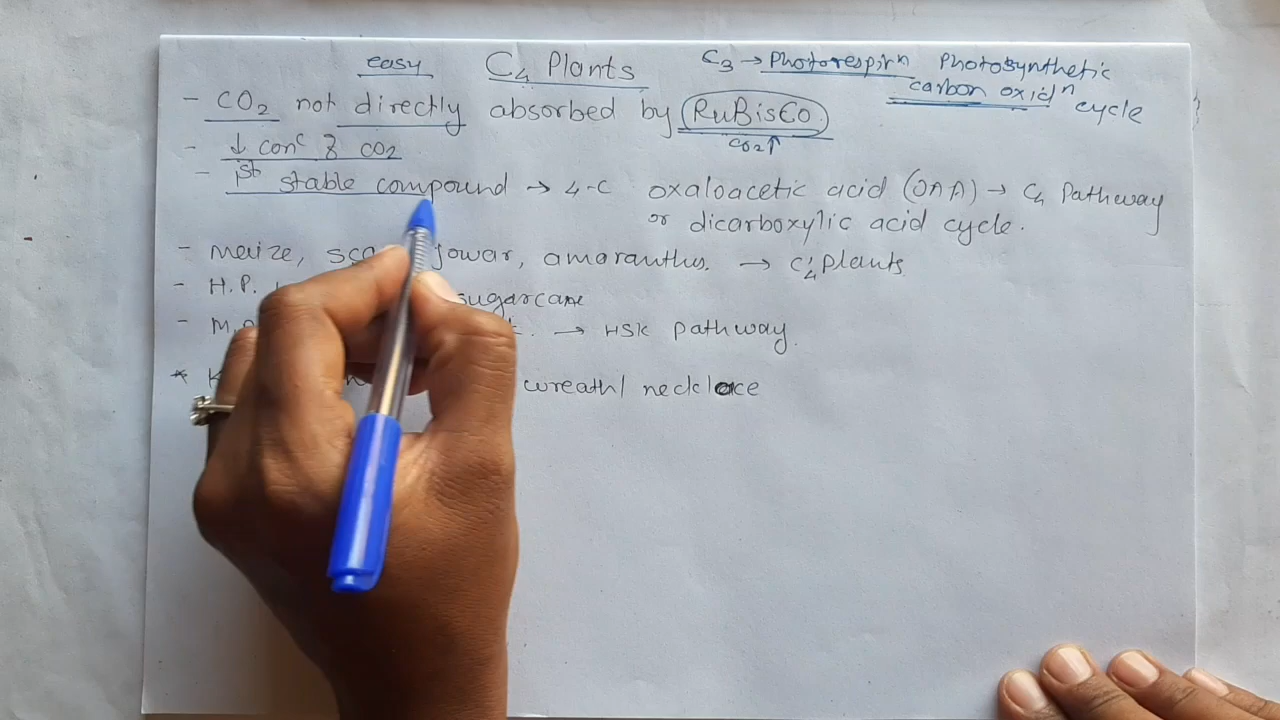 easy C₄ Plants C₃ → Photorespirⁿ Photosynthetic
carbon oxidⁿ cycle
- CO₂ not directly absorbed by RuBisCo
CO₂↑
- ↓ conᶜ of CO₂
- 1st stable compound → 4-C oxaloacetic acid (OAA) → C₄ Pathway
or dicarboxylic acid cycle.
- Maize, jowar, amaranthus. → C₄ plants
- H.P. sugarcane
- → HSK pathway.
* wreath/ necklace